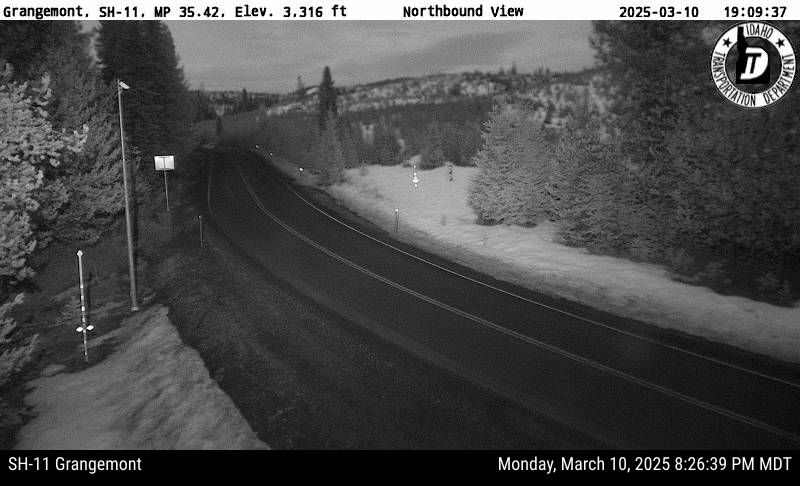 Grangemont, SH-11, MP 35.42, Elev. 3,316 ft Northbound View 2025-03-10 19:09:37
IDAHO
TRANSPORTATION DEPARTMENT
SH-11 Grangemont Monday, March 10, 2025 8:26:39 PM MDT